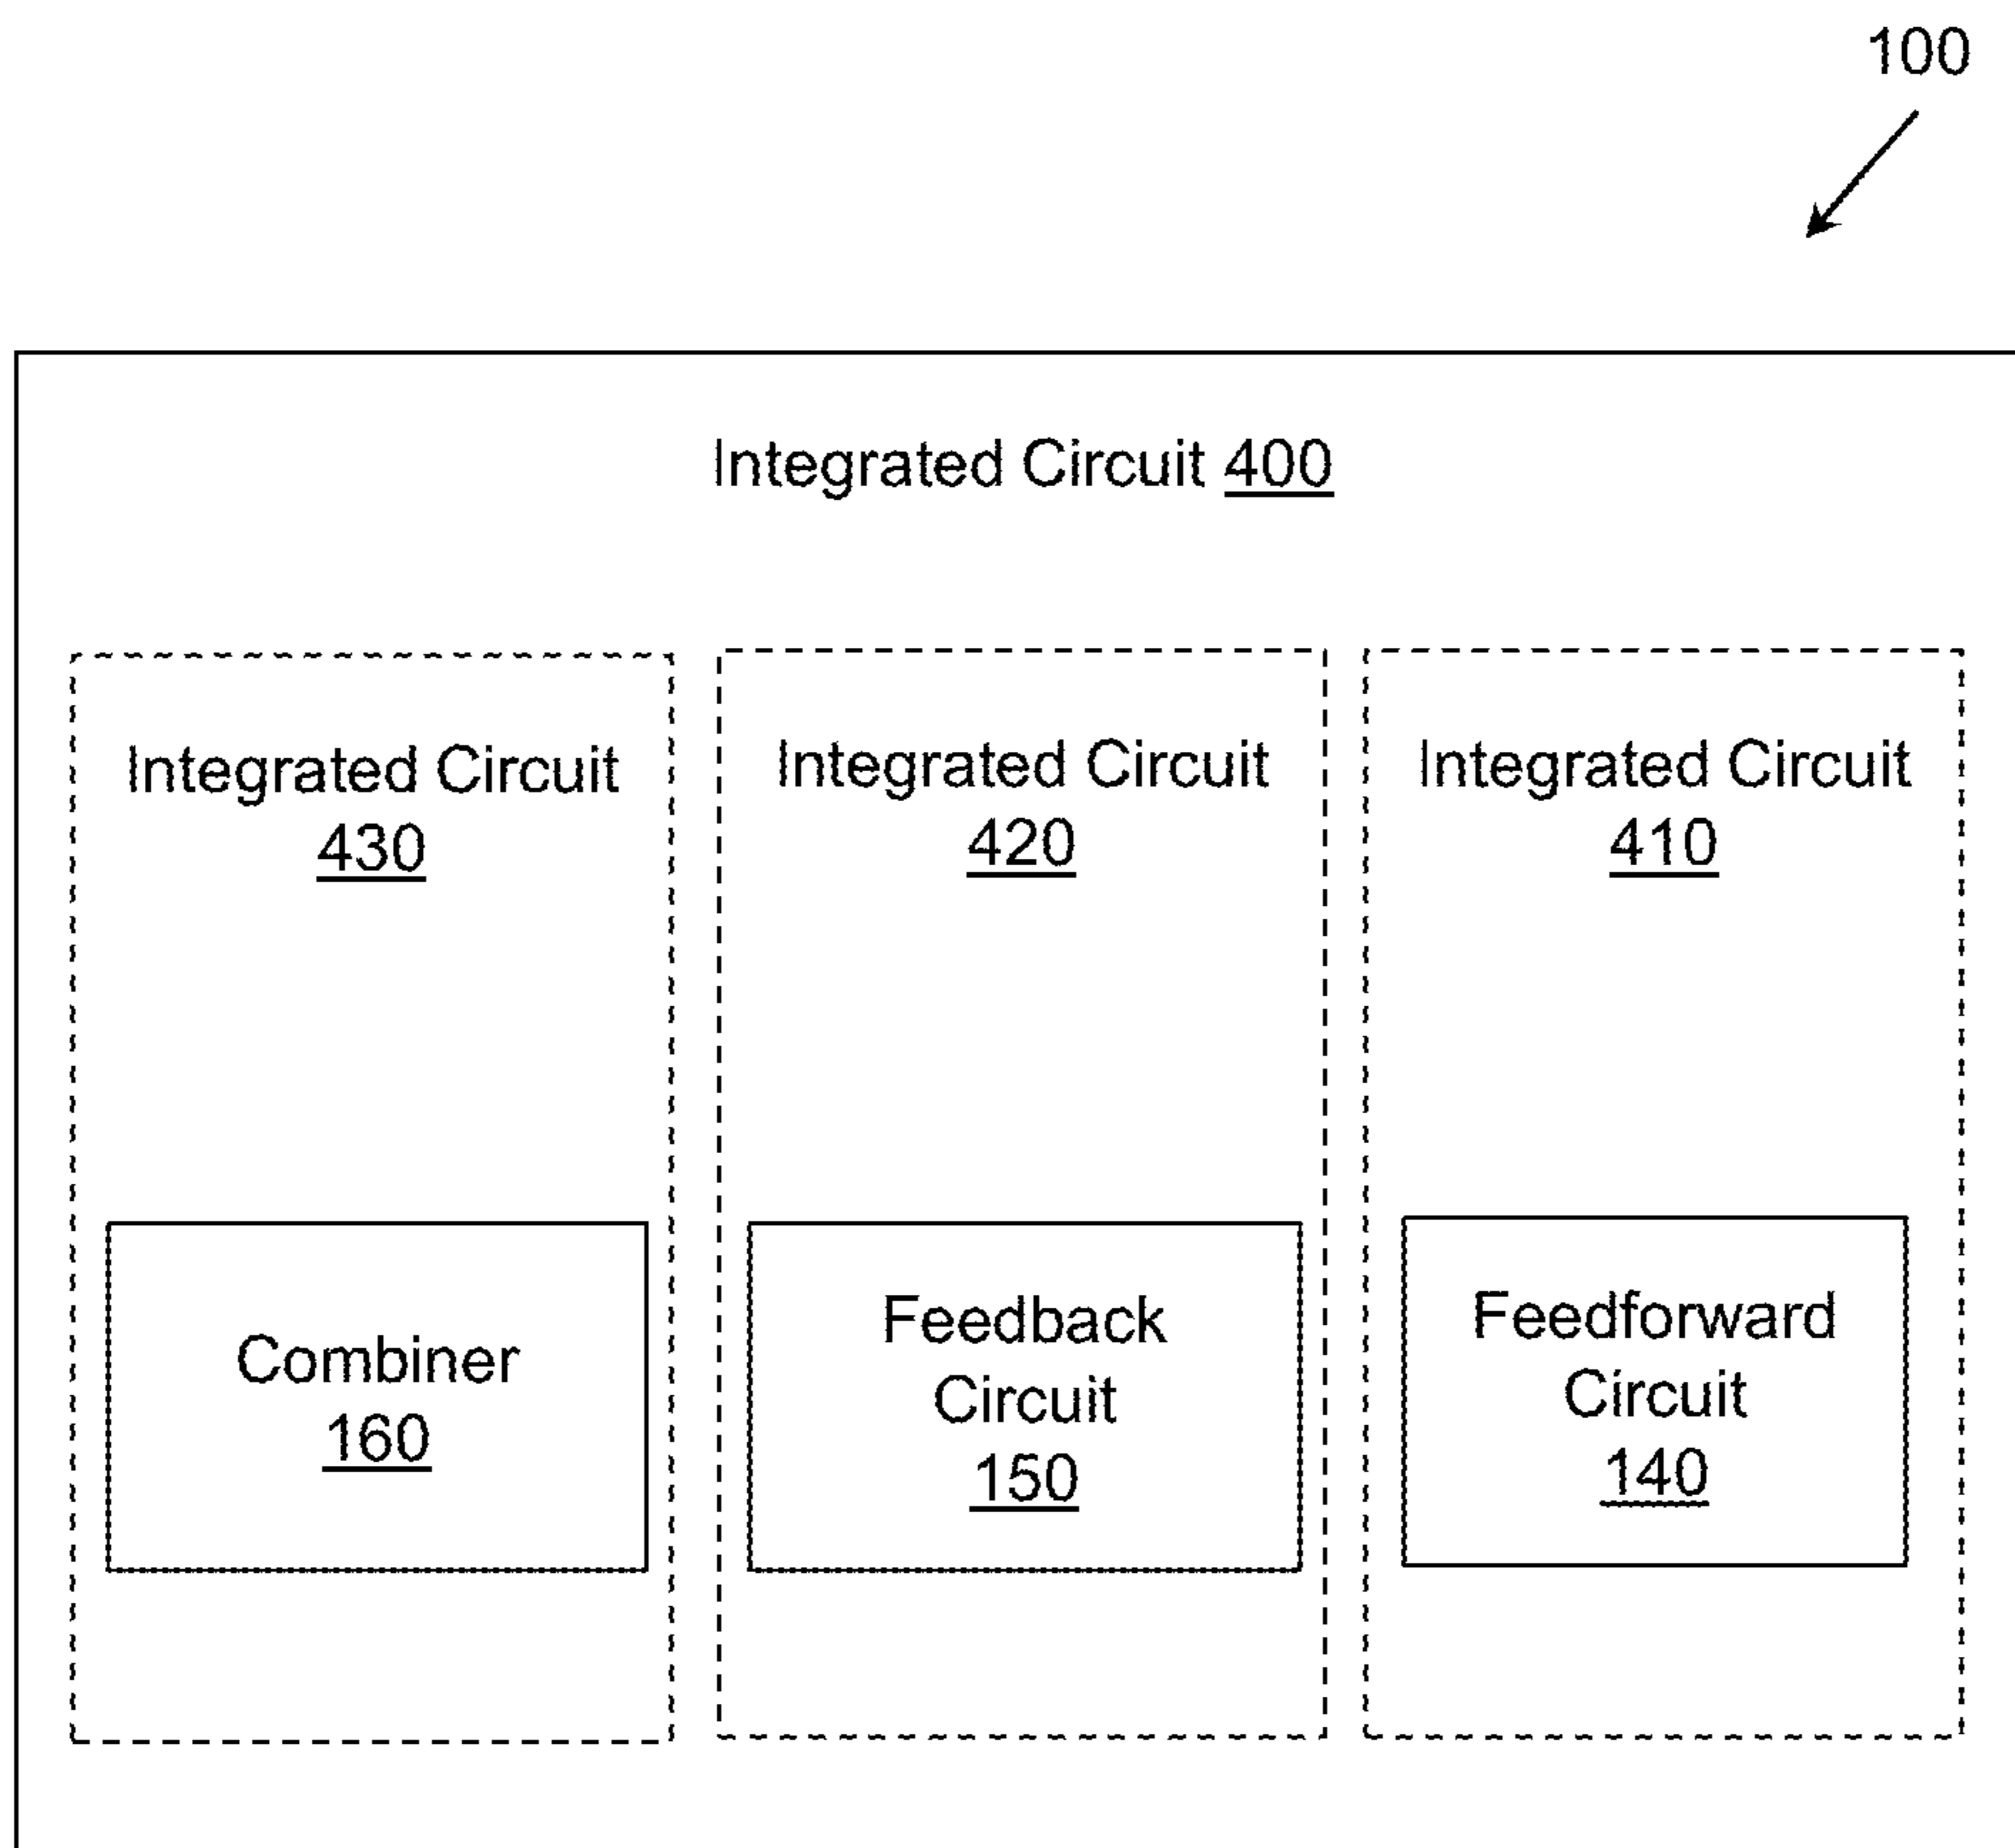 100
Integrated Circuit 400
Integrated Circuit
430
Integrated Circuit
420
Integrated Circuit
410
Combiner
160
Feedback
Circuit
150
Feedforward
Circuit
140